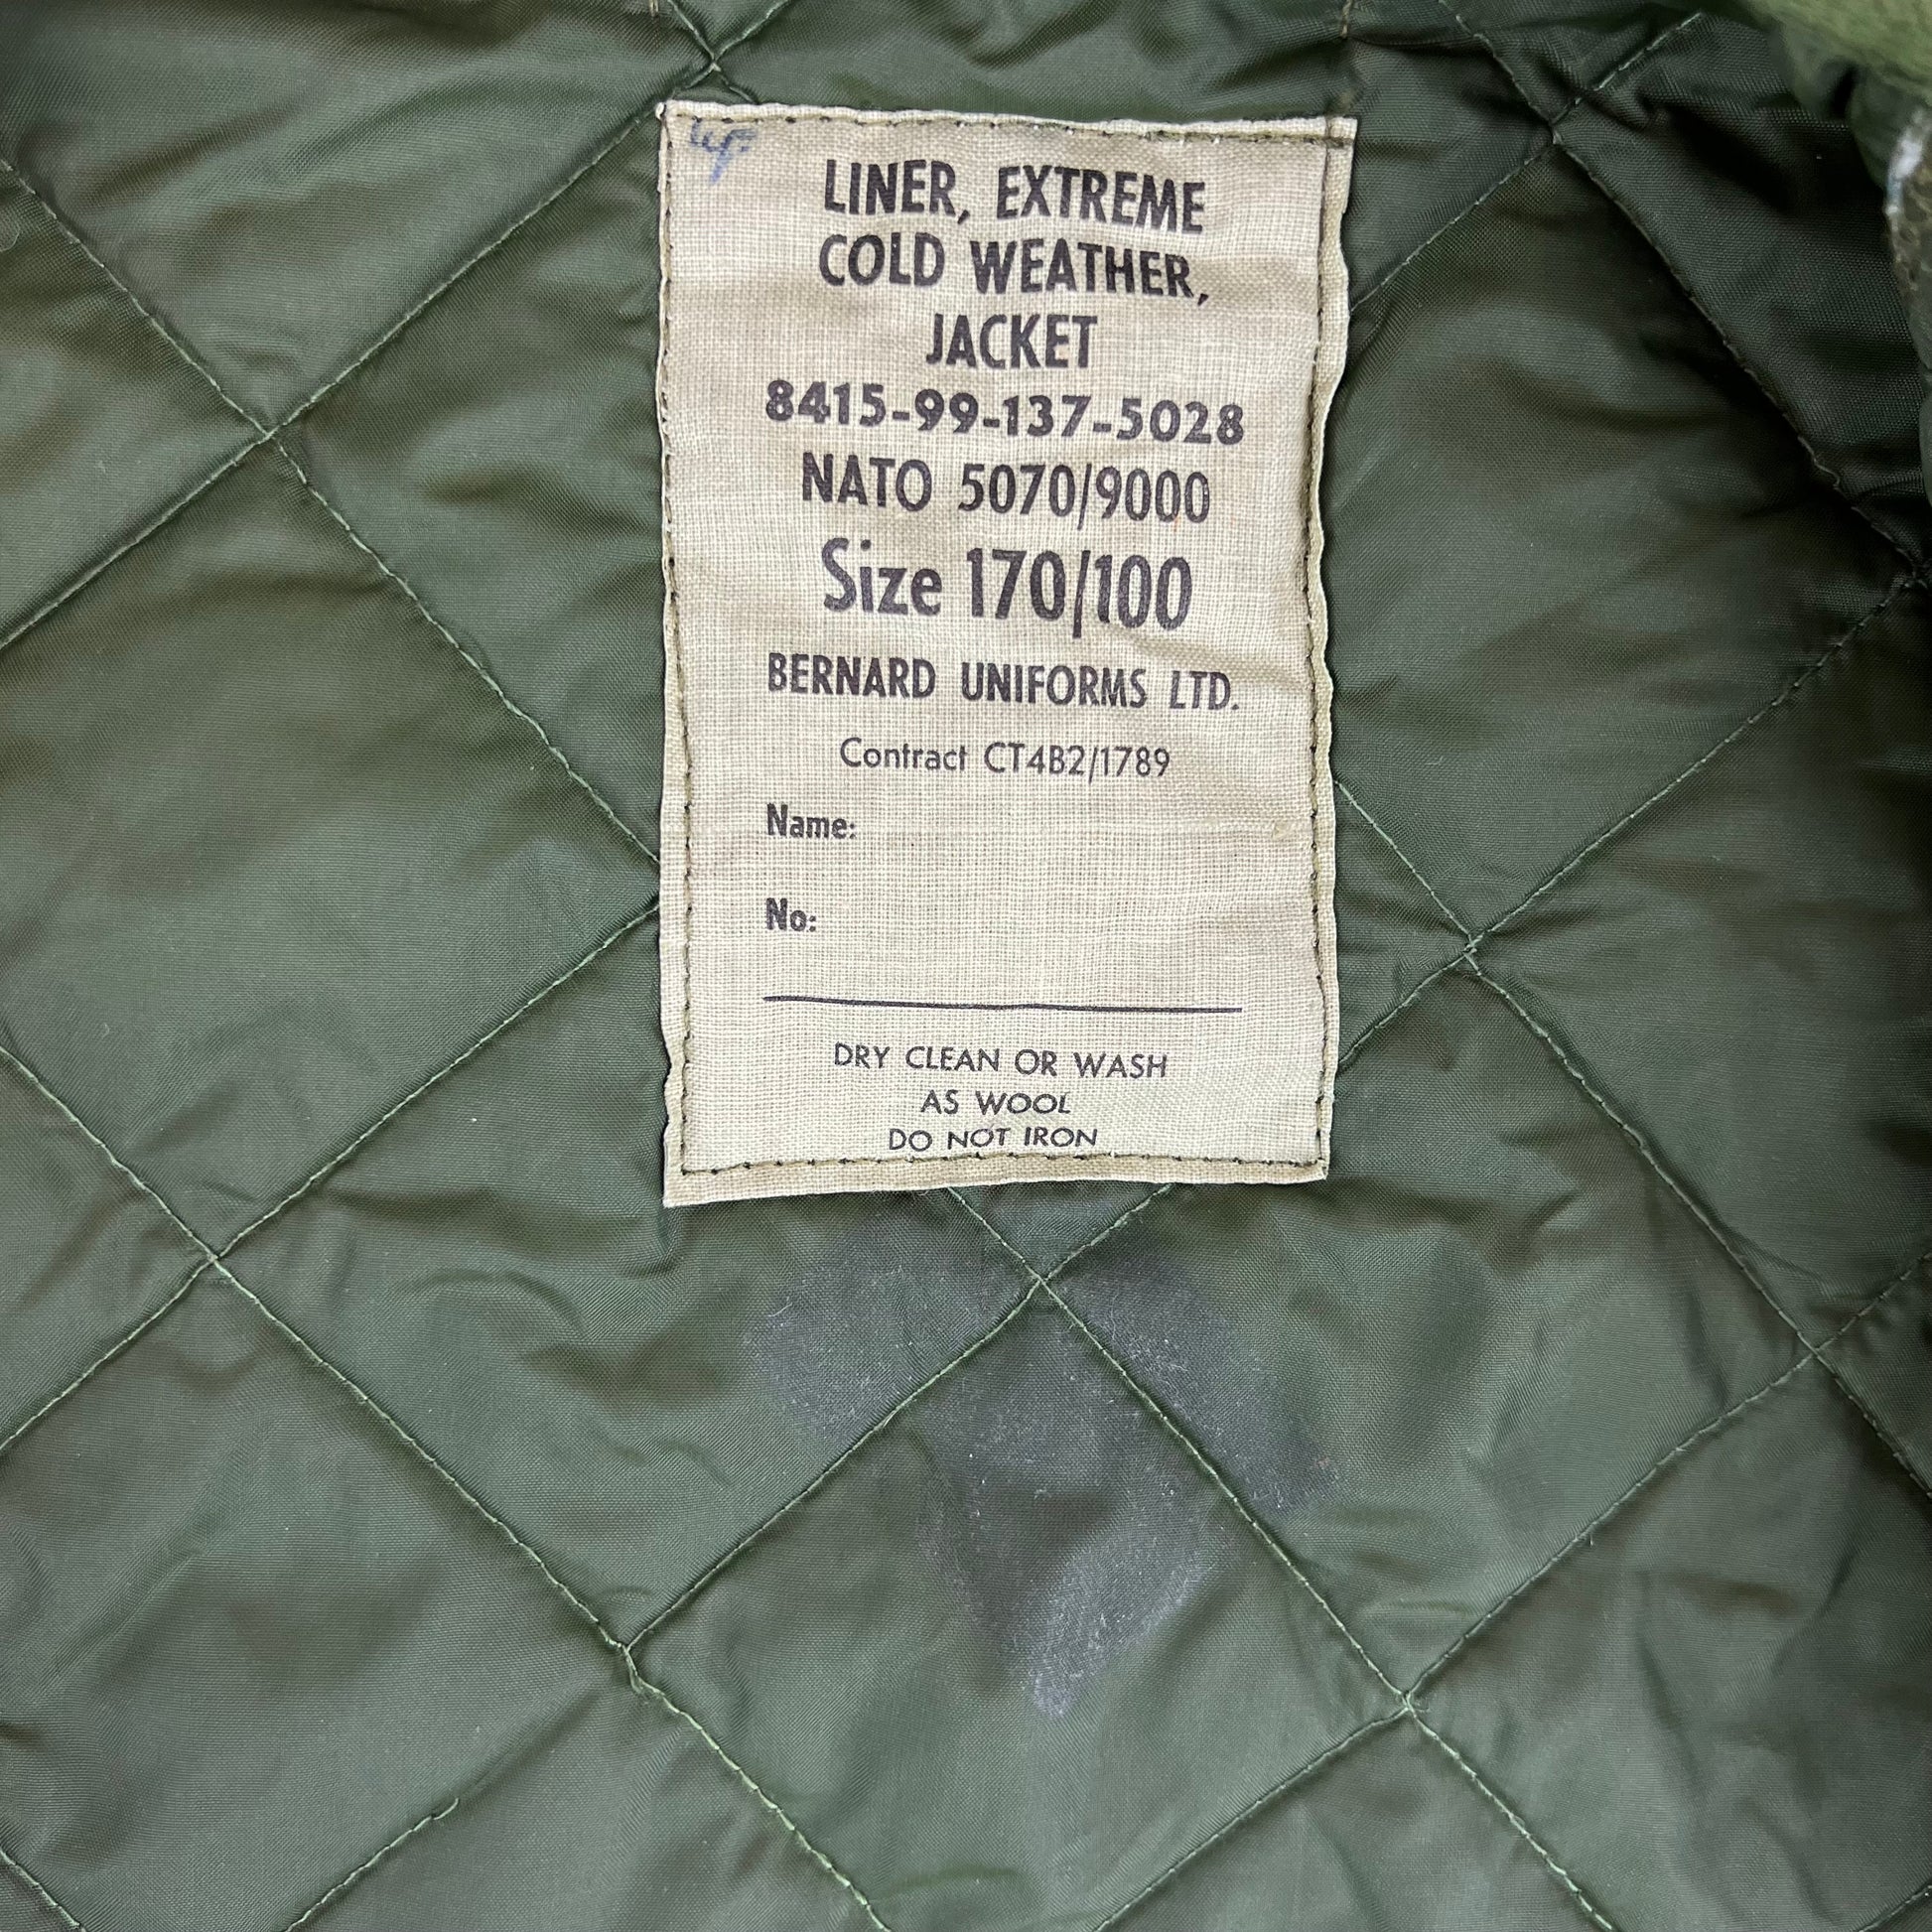 LINER, EXTREME
COLD WEATHER,
JACKET
8415-99-137-5028
NATO 5070/9000
Size 170/100
BERNARD UNIFORMS LTD.
Contract CT4B2/1789
Name:
No:
DRY CLEAN OR WASH
AS WOOL
DO NOT IRON